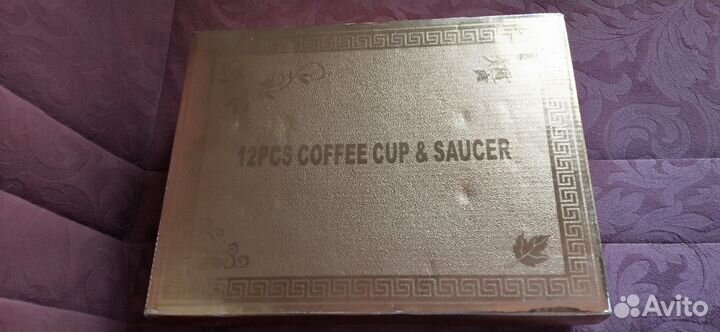 12PCS COFFEE CUP & SAUCER
Avito